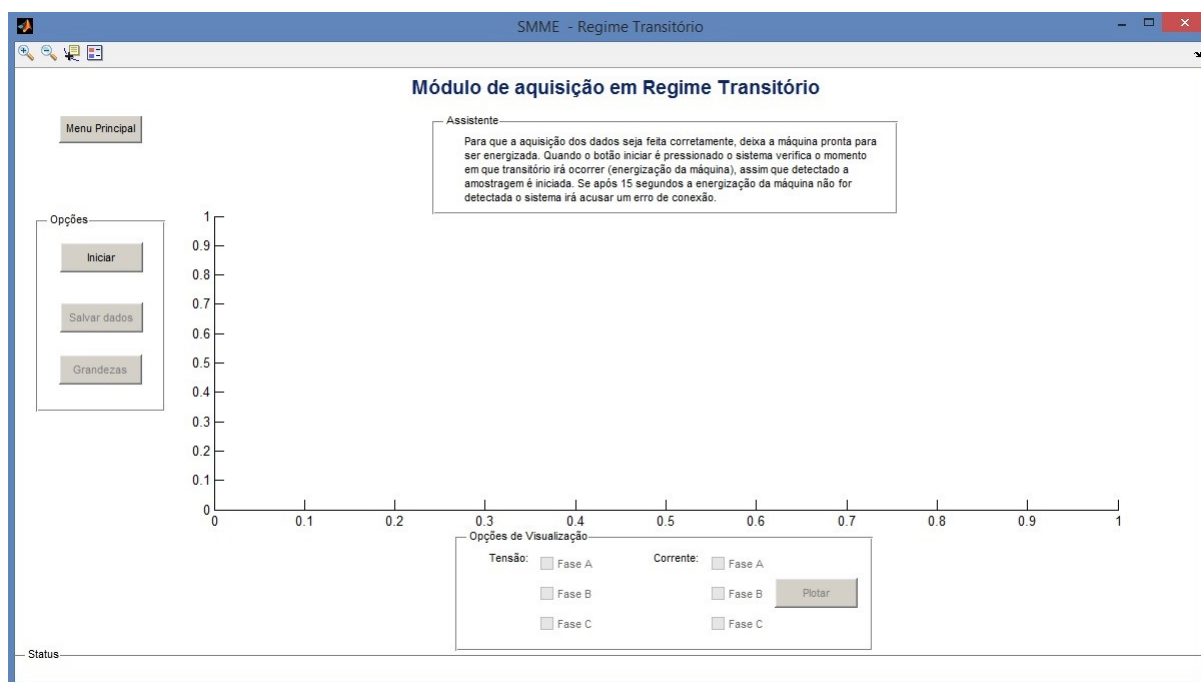 SMME - Regime Transitório
Módulo de aquisição em Regime Transitório
Menu Principal
Assistente
Para que a aquisição dos dados seja feita corretamente, deixa a máquina pronta para
ser energizada. Quando o botão iniciar é pressionado o sistema verifica o momento
em que transitório irá ocorrer (energização da máquina), assim que detectado a
amostragem é iniciada. Se após 15 segundos a energização da máquina não for
detectada o sistema irá acusar um erro de conexão.
Opções
Iniciar
Salvar dados
Grandezas
1
0.9
0.8
0.7
0.6
0.5
0.4
0.3
0.2
0.1
0
0 0.1 0.2 0.3 0.4 0.5 0.6 0.7 0.8 0.9 1
Opções de Visualização
Tensão: Fase A Corrente: Fase A
Fase B Fase B Plotar
Fase C Fase C
Status